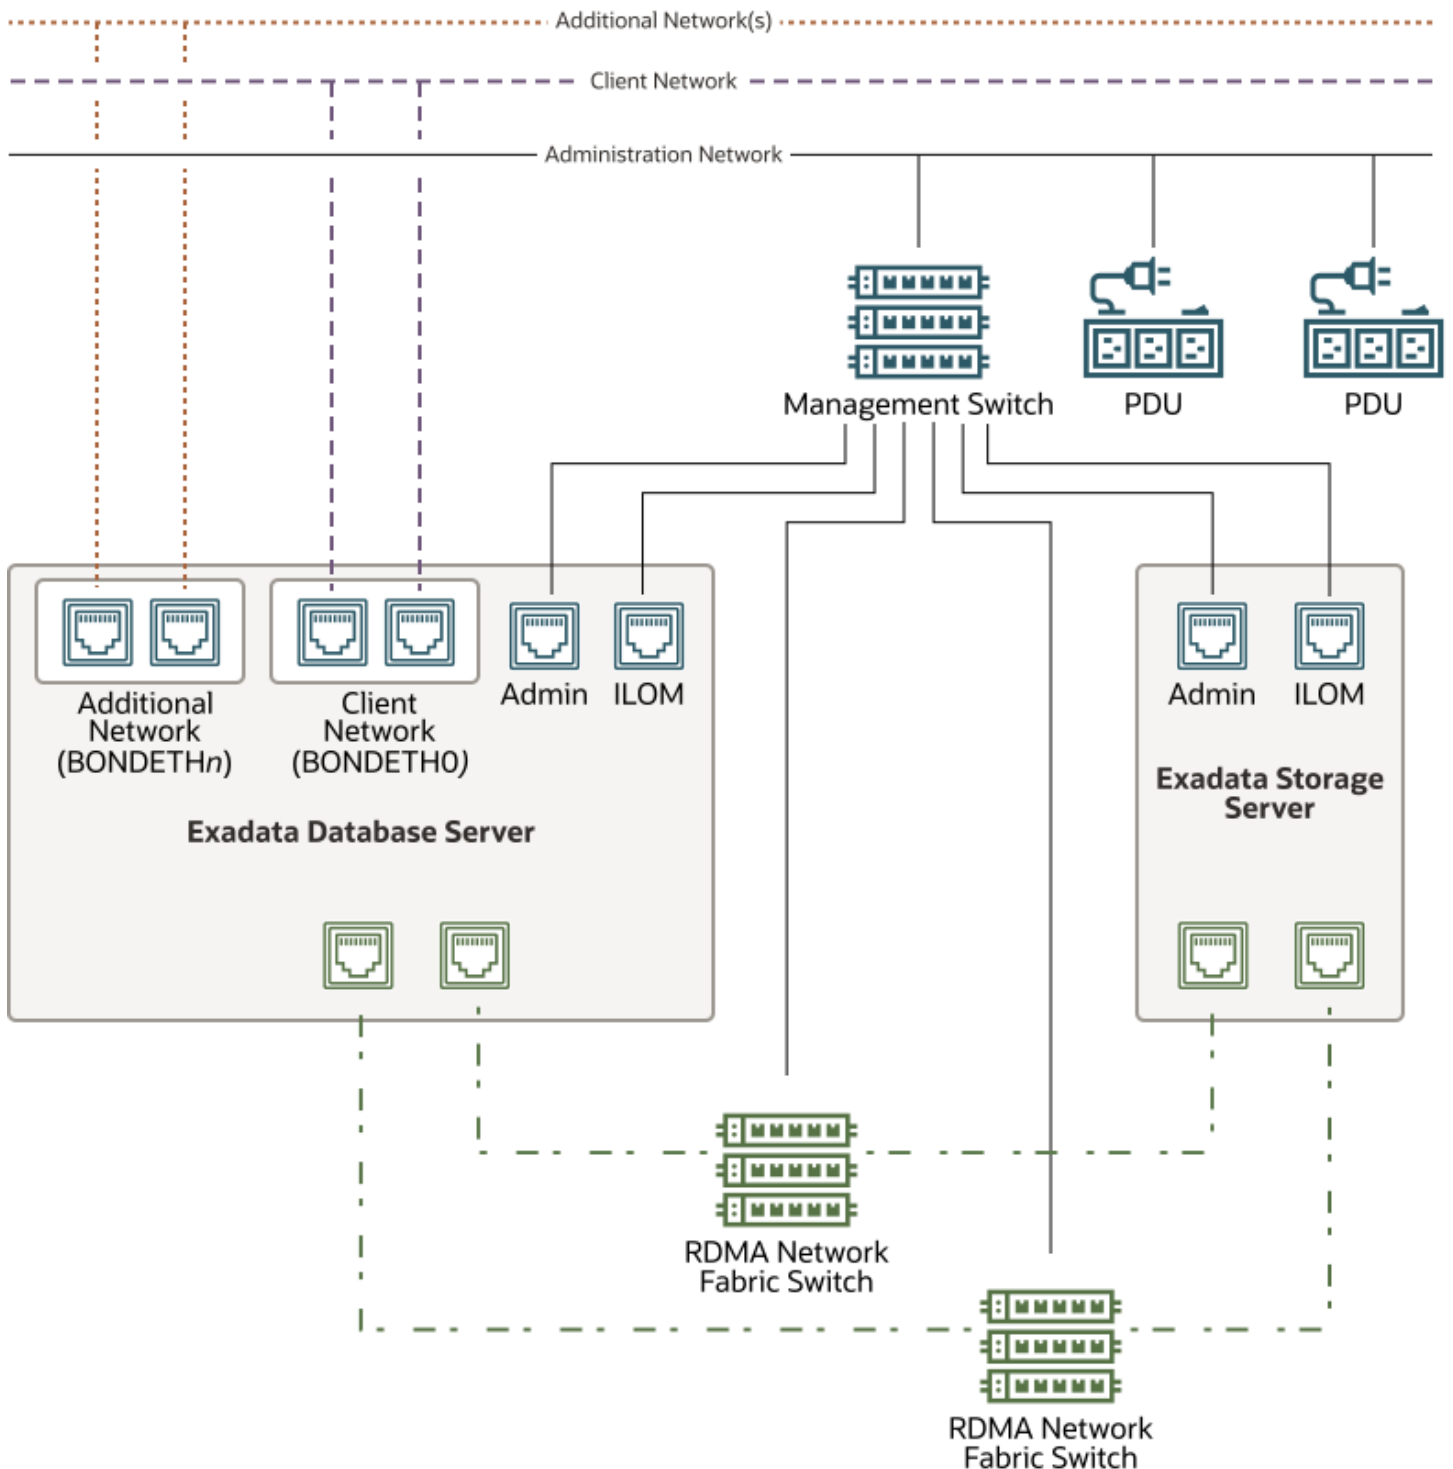 Additional Network(s)
Client Network
Administration Network
Management Switch
PDU
PDU
Additional
Network
(BONDETHn)
Client
Network
(BONDETH0)
Admin
ILOM
Exadata Database Server
Admin
ILOM
Exadata Storage
Server
RDMA Network
Fabric Switch
RDMA Network
Fabric Switch